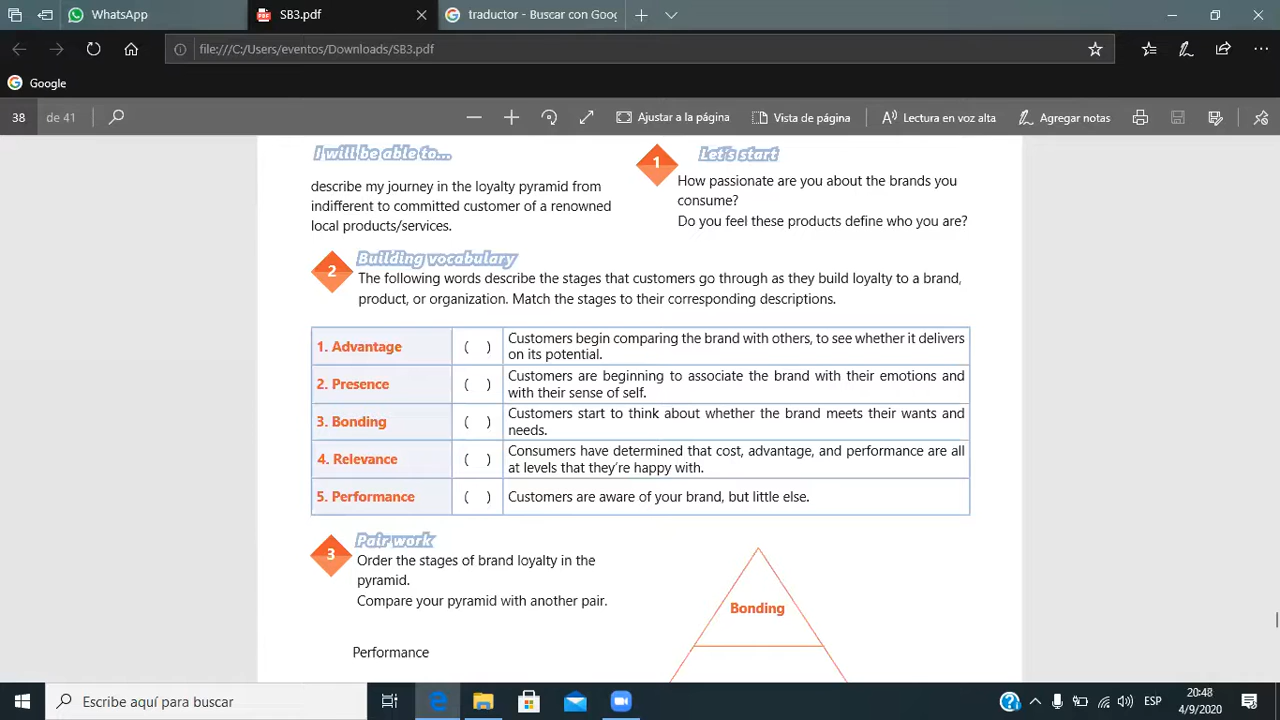 WhatsApp
SB3.pdf
traductor - Buscar con Goog
file:///C:/Users/eventos/Downloads/SB3.pdf
Google
38 de 41
Ajustar a la página
Vista de página
Lectura en voz alta
Agregar notas
I will be able to...
describe my journey in the loyalty pyramid from
indifferent to committed customer of a renowned
local products/services.
1 Let's start
How passionate are you about the brands you
consume?
Do you feel these products define who you are?
2 Building vocabulary
The following words describe the stages that customers go through as they build loyalty to a brand,
product, or organization. Match the stages to their corresponding descriptions.
1. Advantage ( ) Customers begin comparing the brand with others, to see whether it delivers
on its potential.
2. Presence ( ) Customers are beginning to associate the brand with their emotions and
with their sense of self.
3. Bonding ( ) Customers start to think about whether the brand meets their wants and
needs.
4. Relevance ( ) Consumers have determined that cost, advantage, and performance are all
at levels that they're happy with.
5. Performance ( ) Customers are aware of your brand, but little else.
3 Pair work
Order the stages of brand loyalty in the
pyramid.
Compare your pyramid with another pair.
Performance
Bonding
Escribe aquí para buscar
ESP
20:48
4/9/2020